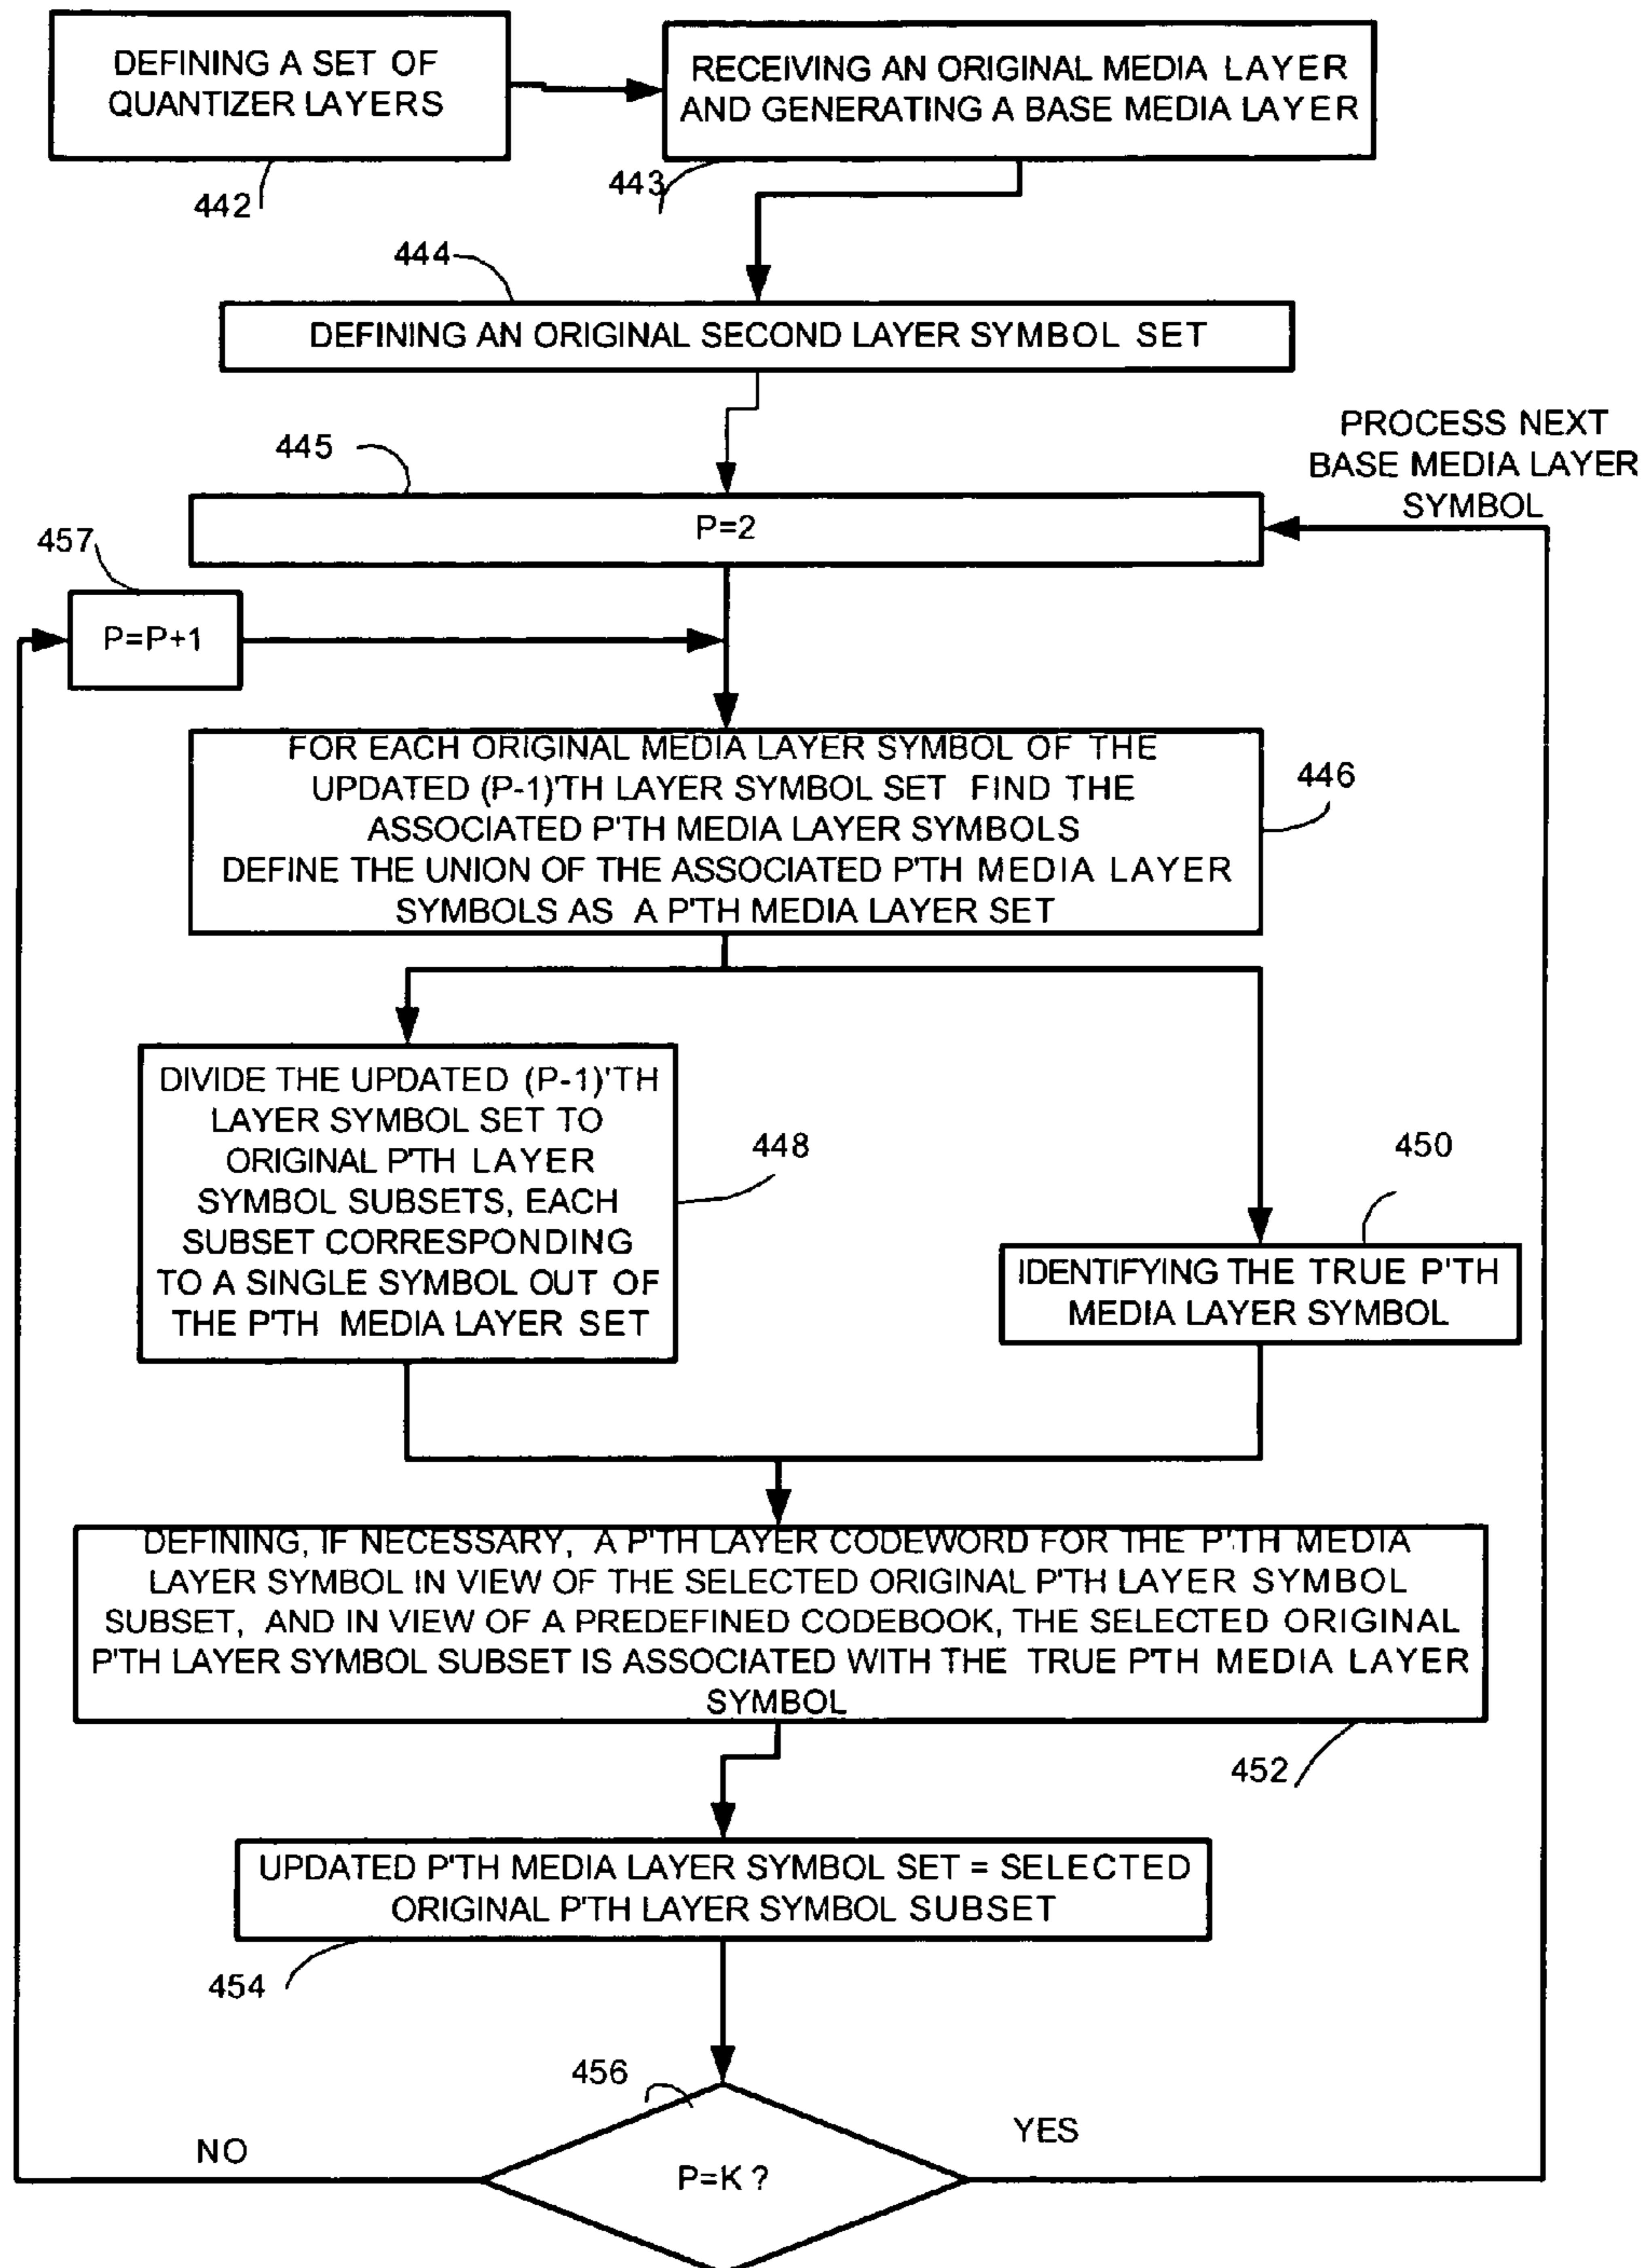 DEFINING A SET OF
QUANTIZER LAYERS
RECEIVING AN ORIGINAL MEDIA LAYER
AND GENERATING A BASE MEDIA LAYER
442
443
444
DEFINING AN ORIGINAL SECOND LAYER SYMBOL SET
445
PROCESS NEXT
BASE MEDIA LAYER
SYMBOL
P=2
457
P=P+1
FOR EACH ORIGINAL MEDIA LAYER SYMBOL OF THE
UPDATED (P-1)'TH LAYER SYMBOL SET FIND THE
ASSOCIATED P'TH MEDIA LAYER SYMBOLS
DEFINE THE UNION OF THE ASSOCIATED P'TH MEDIA LAYER
SYMBOLS AS A P'TH MEDIA LAYER SET
446
DIVIDE THE UPDATED (P-1)'TH
LAYER SYMBOL SET TO
ORIGINAL P'TH LAYER
SYMBOL SUBSETS, EACH
SUBSET CORRESPONDING
TO A SINGLE SYMBOL OUT OF
THE P'TH MEDIA LAYER SET
448
450
IDENTIFYING THE TRUE P'TH
MEDIA LAYER SYMBOL
DEFINING, IF NECESSARY, A P'TH LAYER CODEWORD FOR THE P'TH MEDIA
LAYER SYMBOL IN VIEW OF THE SELECTED ORIGINAL P'TH LAYER SYMBOL
SUBSET, AND IN VIEW OF A PREDEFINED CODEBOOK, THE SELECTED ORIGINAL
P'TH LAYER SYMBOL SUBSET IS ASSOCIATED WITH THE TRUE P'TH MEDIA LAYER
SYMBOL
452
UPDATED P'TH MEDIA LAYER SYMBOL SET = SELECTED
ORIGINAL P'TH LAYER SYMBOL SUBSET
454
456
NO
YES
P=K ?